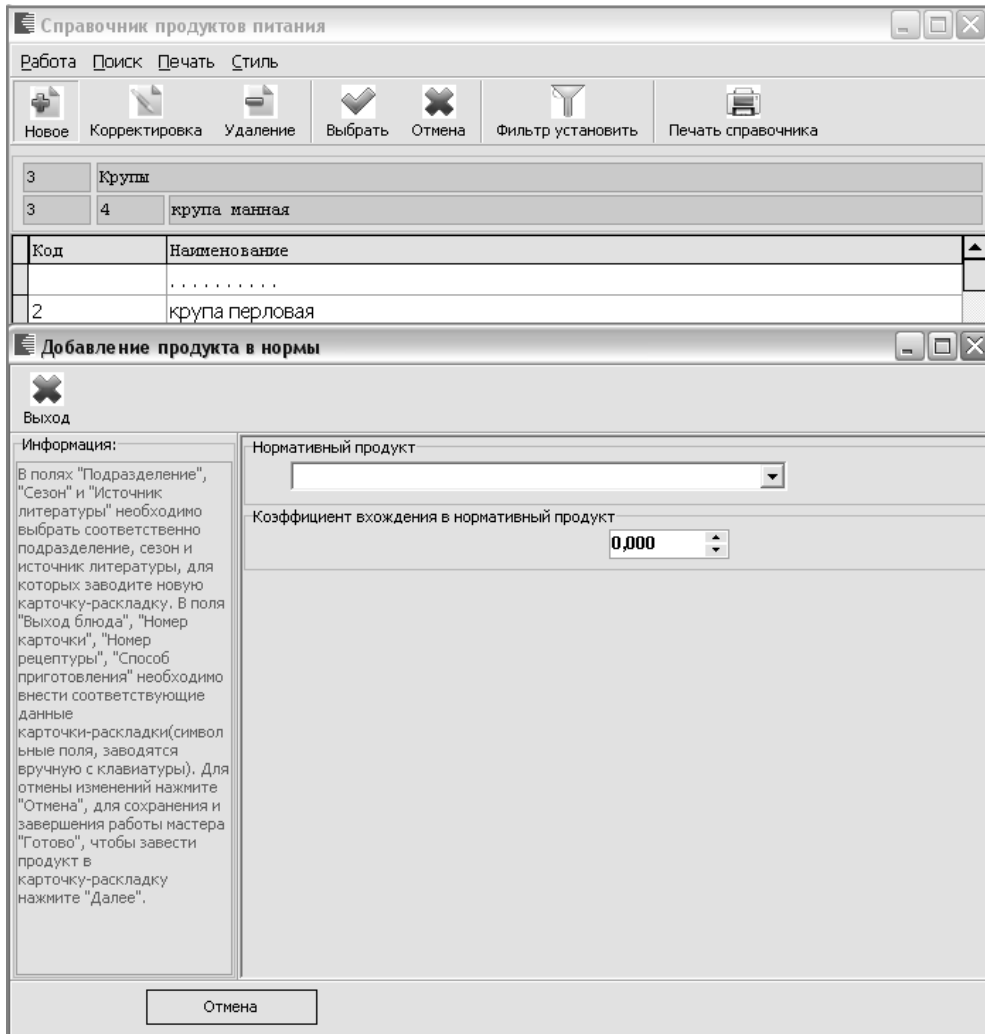 Справочник продуктов питания
Работа Поиск Печать Стиль
Новое Корректировка Удаление Выбрать Отмена Фильтр установить Печать справочника
3 Крупы
3 4 крупа манная
Код Наименование
. . . . . . . . . .
2 крупа перловая
Добавление продукта в нормы
Выход
Информация:
В полях "Подразделение",
"Сезон" и "Источник
литературы" необходимо
выбрать соответственно
подразделение, сезон и
источник литературы, для
которых заводите новую
карточку-раскладку. В поля
"Выход блюда", "Номер
карточки", "Номер
рецептуры", "Способ
приготовления" необходимо
внести соответствующие
данные
карточки-раскладки(символ
ьные поля, заводятся
вручную с клавиатуры). Для
отмены изменений нажмите
"Отмена", для сохранения и
завершения работы мастера
"Готово", чтобы завести
продукт в
карточку-раскладку
нажмите "Далее".
Нормативный продукт
Коэффициент вхождения в нормативный продукт
0,000
Отмена